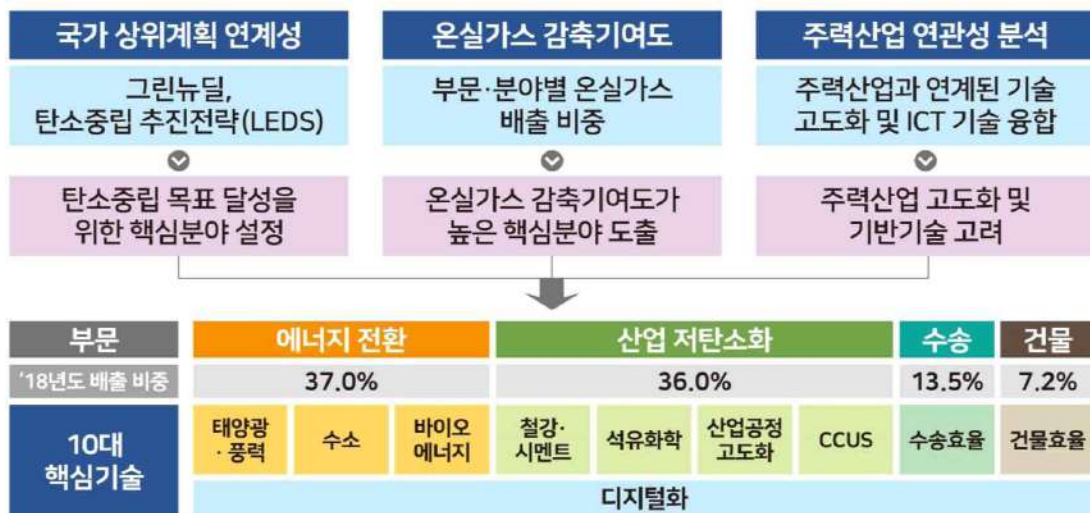 국가 상위계획 연계성
그린뉴딜,
탄소중립 추진전략(LEDS)
탄소중립 목표 달성을
위한 핵심분야 설정
온실가스 감축기여도
부문·분야별 온실가스
배출 비중
온실가스 감축기여도가
높은 핵심분야 도출
주력산업 연관성 분석
주력산업과 연계된 기술
고도화 및 ICT 기술 융합
주력산업 고도화 및
기반기술 고려
부문
에너지 전환
산업 저탄소화
수송
건물
'18년도 배출 비중
37.0%
36.0%
13.5%
7.2%
10대
핵심기술
태양광
·풍력
수소
바이오
에너지
철강·
시멘트
석유화학
산업공정
고도화
CCUS
수송효율
건물효율
디지털화